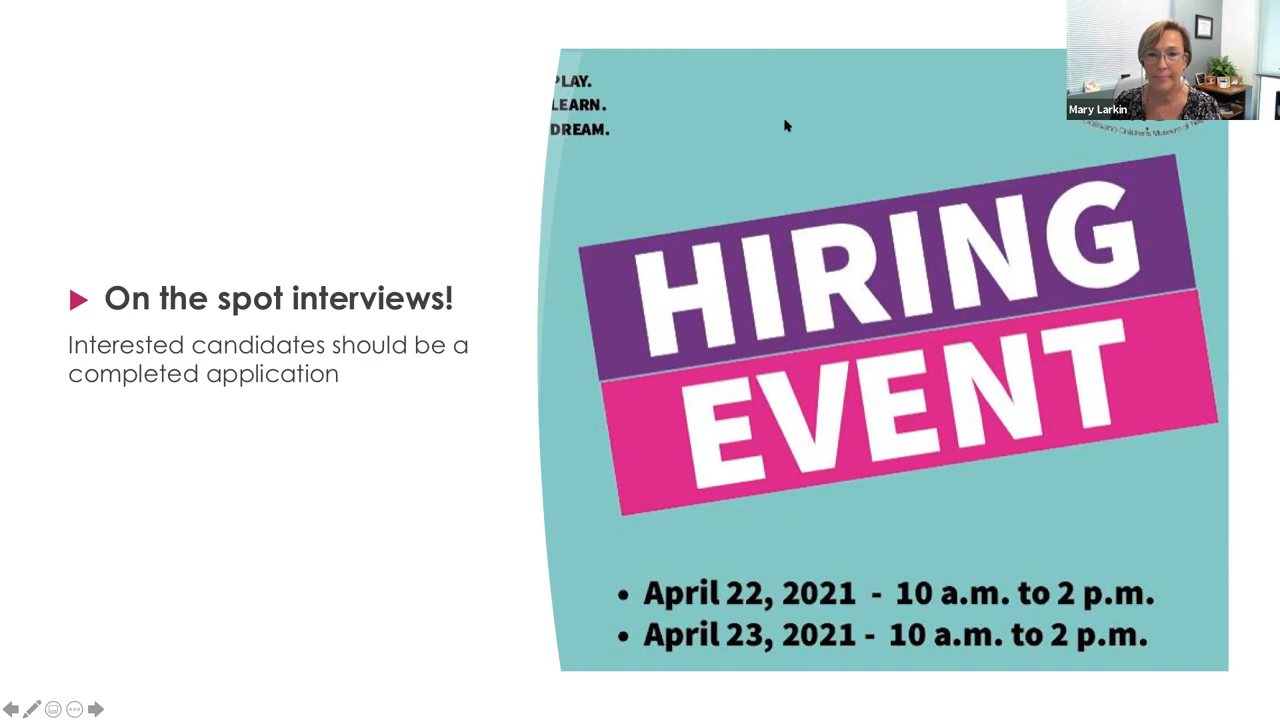 PLAY.
LEARN.
DREAM.
Mary Larkin
HIRING
EVENT
On the spot interviews!
Interested candidates should be a
completed application
• April 22, 2021 - 10 a.m. to 2 p.m.
• April 23, 2021 - 10 a.m. to 2 p.m.